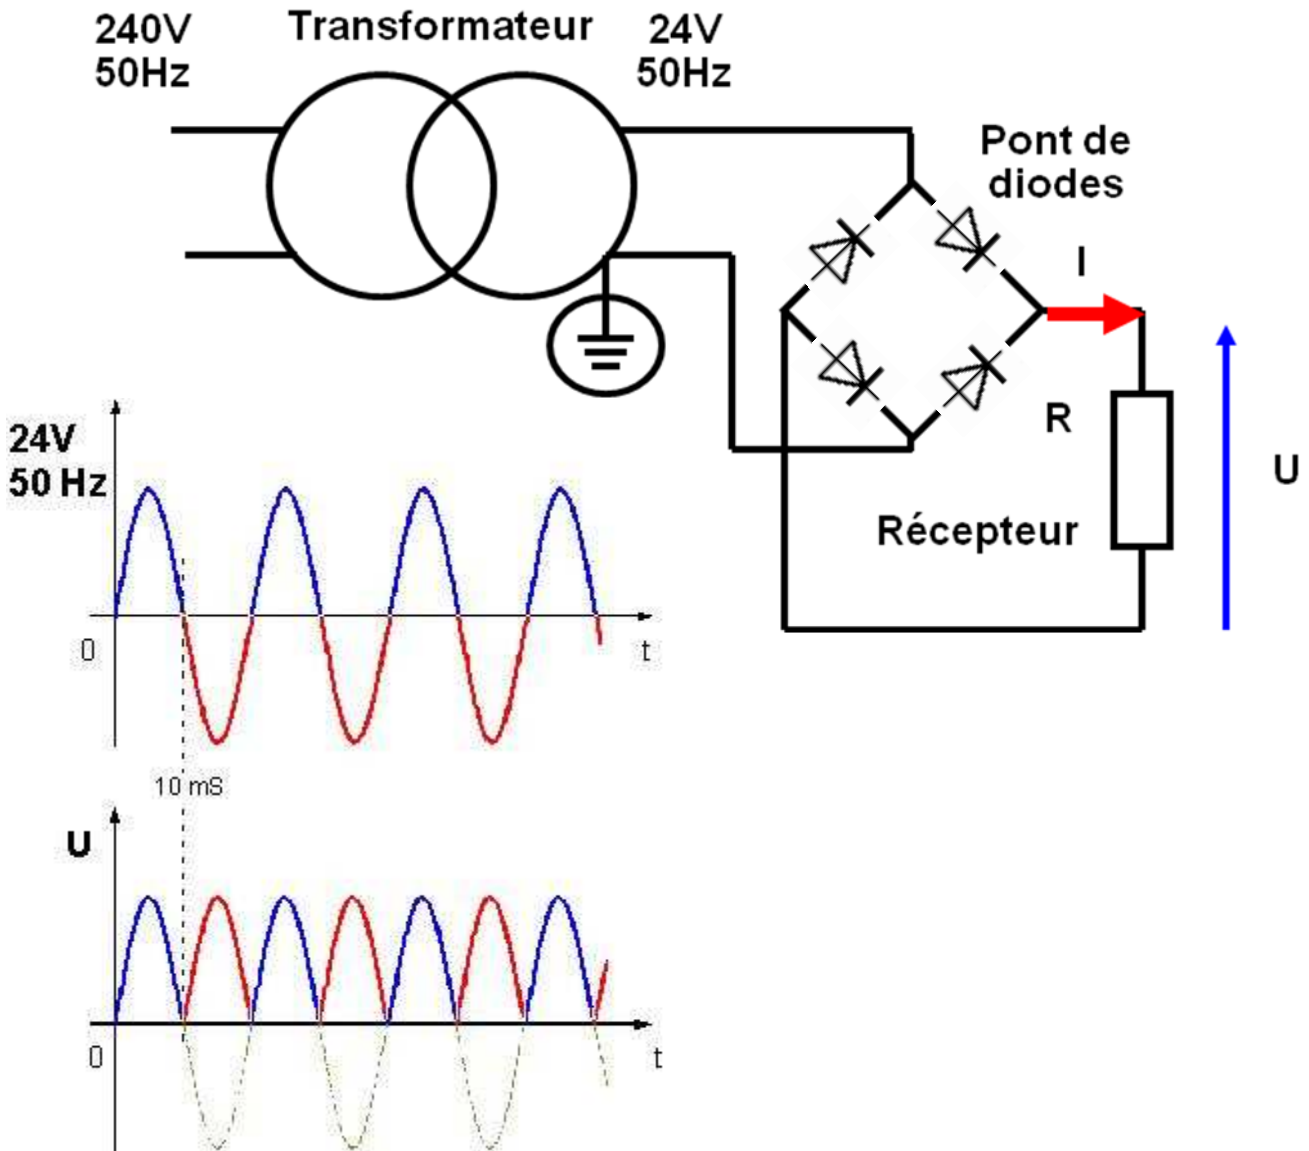 240V
50Hz
Transformateur
24V
50Hz
Pont de
diodes
I
R
U
Récepteur
24V
50 Hz
0
t
10 mS
U
0
t